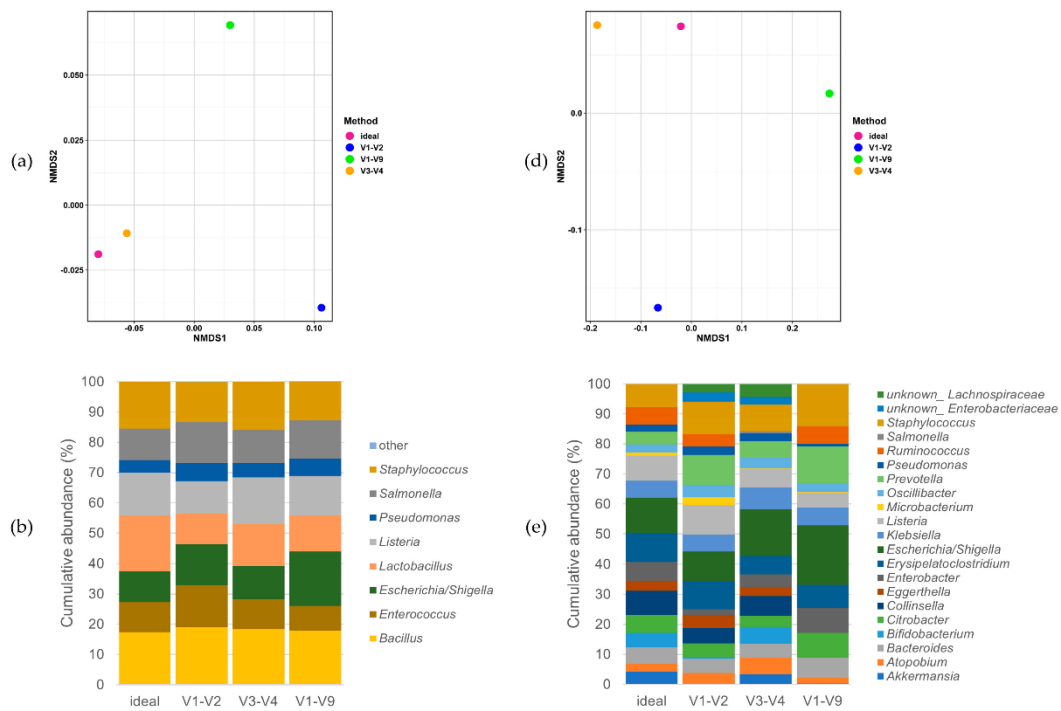 (a)
NMDS2
0.050
0.025
0.000
-0.025
-0.05
0.00
0.05
0.10
NMDS1
Method
ideal
V1-V2
V1-V9
V3-V4
(d)
NMDS2
0.0
-0.1
-0.2
-0.1
0.0
0.1
0.2
NMDS1
Method
ideal
V1-V2
V1-V9
V3-V4
(b)
Cumulative abundance (%)
100
90
80
70
60
50
40
30
20
10
0
ideal
V1-V2
V3-V4
V1-V9
other
Staphylococcus
Salmonella
Pseudomonas
Listeria
Lactobacillus
Escherichia/Shigella
Enterococcus
Bacillus
(e)
Cumulative abundance (%)
100
90
80
70
60
50
40
30
20
10
0
ideal
V1-V2
V3-V4
V1-V9
unknown_ Lachnospiraceae
unknown_ Enterobacteriaceae
Staphylococcus
Salmonella
Ruminococcus
Pseudomonas
Prevotella
Oscillibacter
Microbacterium
Listeria
Klebsiella
Escherichia/Shigella
Erysipelatoclostridium
Enterobacter
Eggerthella
Collinsella
Citrobacter
Bifidobacterium
Bacteroides
Atopobium
Akkermansia